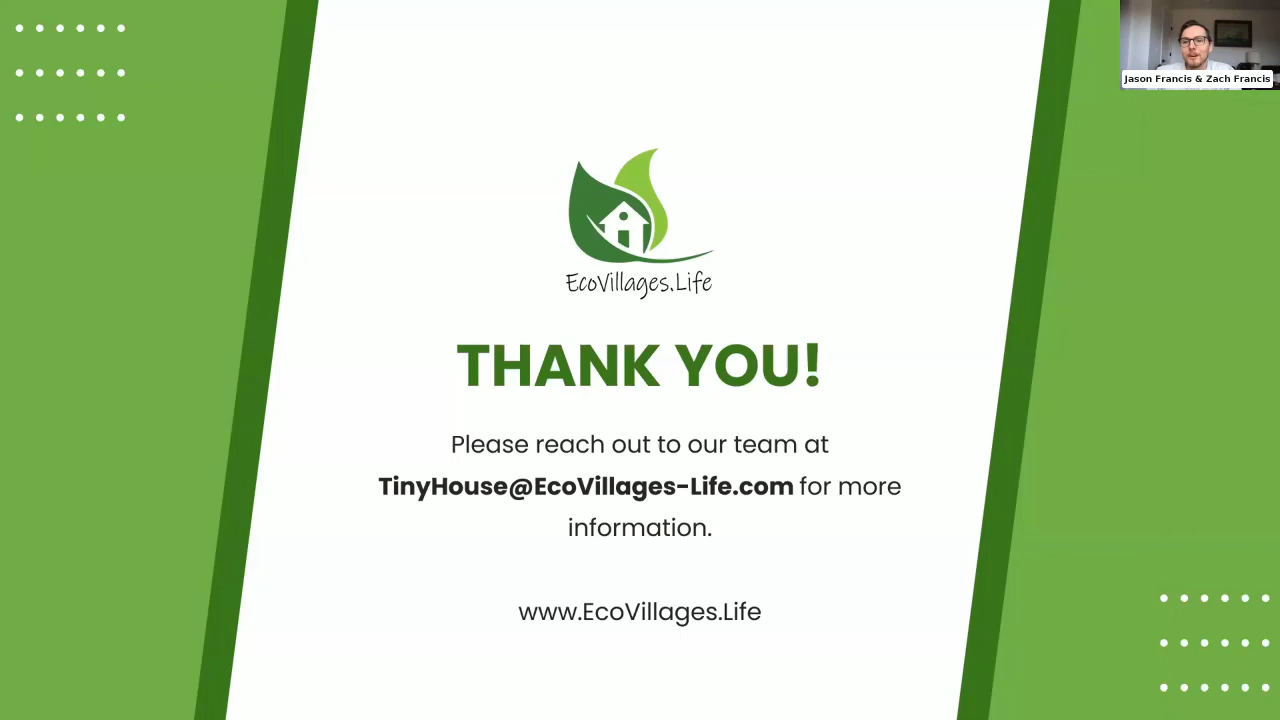 Jason Francis & Zach Francis
EcoVillages.Life
THANK YOU!
Please reach out to our team at
TinyHouse@EcoVillages-Life.com for more
information.
www.EcoVillages.Life